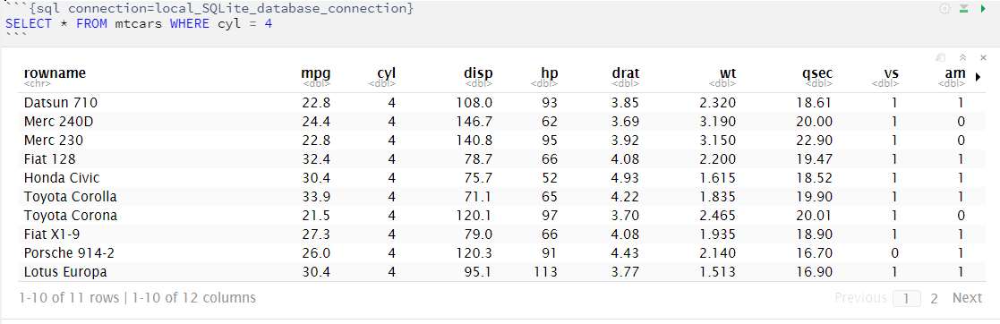 ```{sql connection=local_SQLite_database_connection}
SELECT * FROM mtcars WHERE cyl = 4
```
rowname mpg cyl disp hp drat wt qsec vs am
<chr> <dbl> <dbl> <dbl> <dbl> <dbl> <dbl> <dbl> <dbl> <dbl>
Datsun 710 22.8 4 108.0 93 3.85 2.320 18.61 1 1
Merc 240D 24.4 4 146.7 62 3.69 3.190 20.00 1 0
Merc 230 22.8 4 140.8 95 3.92 3.150 22.90 1 0
Fiat 128 32.4 4 78.7 66 4.08 2.200 19.47 1 1
Honda Civic 30.4 4 75.7 52 4.93 1.615 18.52 1 1
Toyota Corolla 33.9 4 71.1 65 4.22 1.835 19.90 1 1
Toyota Corona 21.5 4 120.1 97 3.70 2.465 20.01 1 0
Fiat X1-9 27.3 4 79.0 66 4.08 1.935 18.90 1 1
Porsche 914-2 26.0 4 120.3 91 4.43 2.140 16.70 0 1
Lotus Europa 30.4 4 95.1 113 3.77 1.513 16.90 1 1
1-10 of 11 rows | 1-10 of 12 columns Previous 1 2 Next